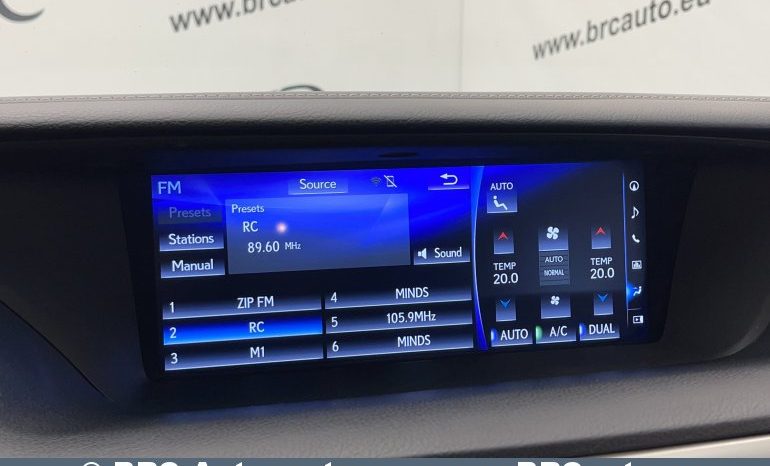 www.brcauto
www.brcauto.eu
FM
Source
Presets
Presets
RC
89.60 MHz
Stations
Manual
Sound
1 ZIP FM
2 RC
3 M1
4 MINDS
5 105.9MHz
6 MINDS
AUTO
TEMP
20.0
AUTO
NORMAL
TEMP
20.0
AUTO
A/C
DUAL